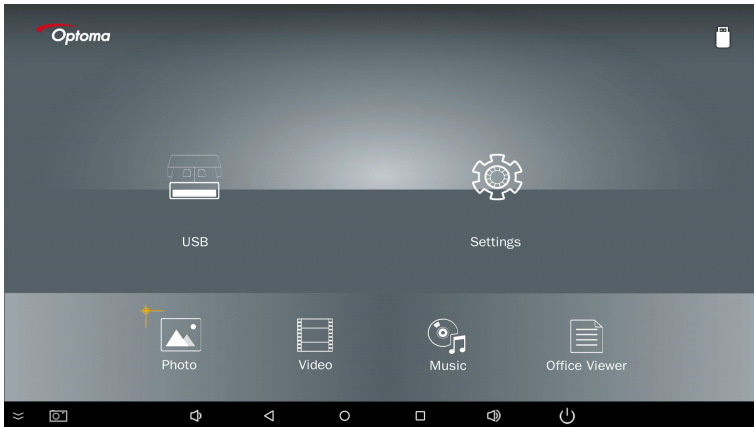 Optoma
USB
Settings
Photo
Video
Music
Office Viewer